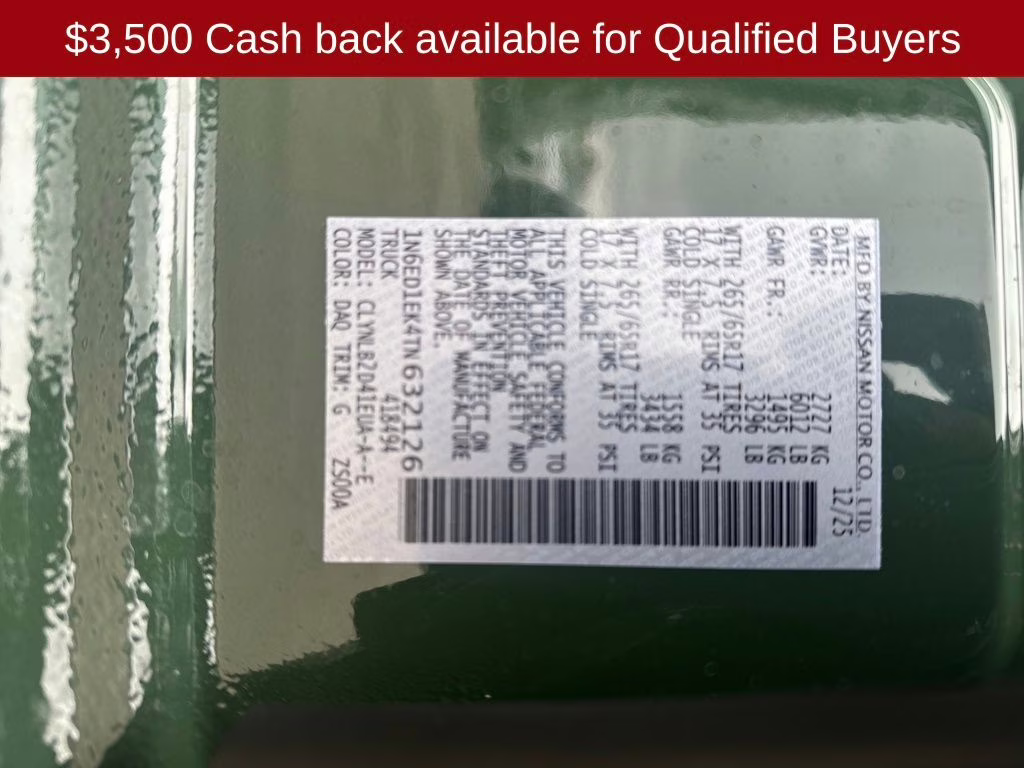 $3,500 Cash back available for Qualified Buyers
MFD BY NISSAN MOTOR CO., LTD.
DATE: 12/25
GVWR: 2727 KG
6012 LB
GAWR FR.: 1495 KG
3296 LB
WITH 265/65R17 TIRES
17 X 7.5 RIMS AT 35 PSI
COLD SINGLE
GAWR RR.: 1558 KG
3434 LB
WITH 265/65R17 TIRES
17 X 7.5 RIMS AT 35 PSI
COLD SINGLE
THIS VEHICLE CONFORMS TO
ALL APPLICABLE FEDERAL
MOTOR VEHICLE SAFETY AND
THEFT PREVENTION
STANDARDS IN EFFECT ON
THE DATE OF MANUFACTURE
SHOWN ABOVE.
1N6ED1EK4TN632126
TRUCK 41B494
MODEL: CLYNLB2D41EUA-A--E
COLOR: DAQ TRIM: G ZS00A